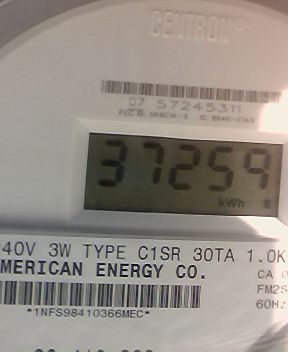 CENTRON®
07 57245311
37259
kWh
40V 3W TYPE C1SR 30TA 1.0K
MERICAN ENERGY CO.
CA
FM2S
60Hz
*1NFS98410366MEC*